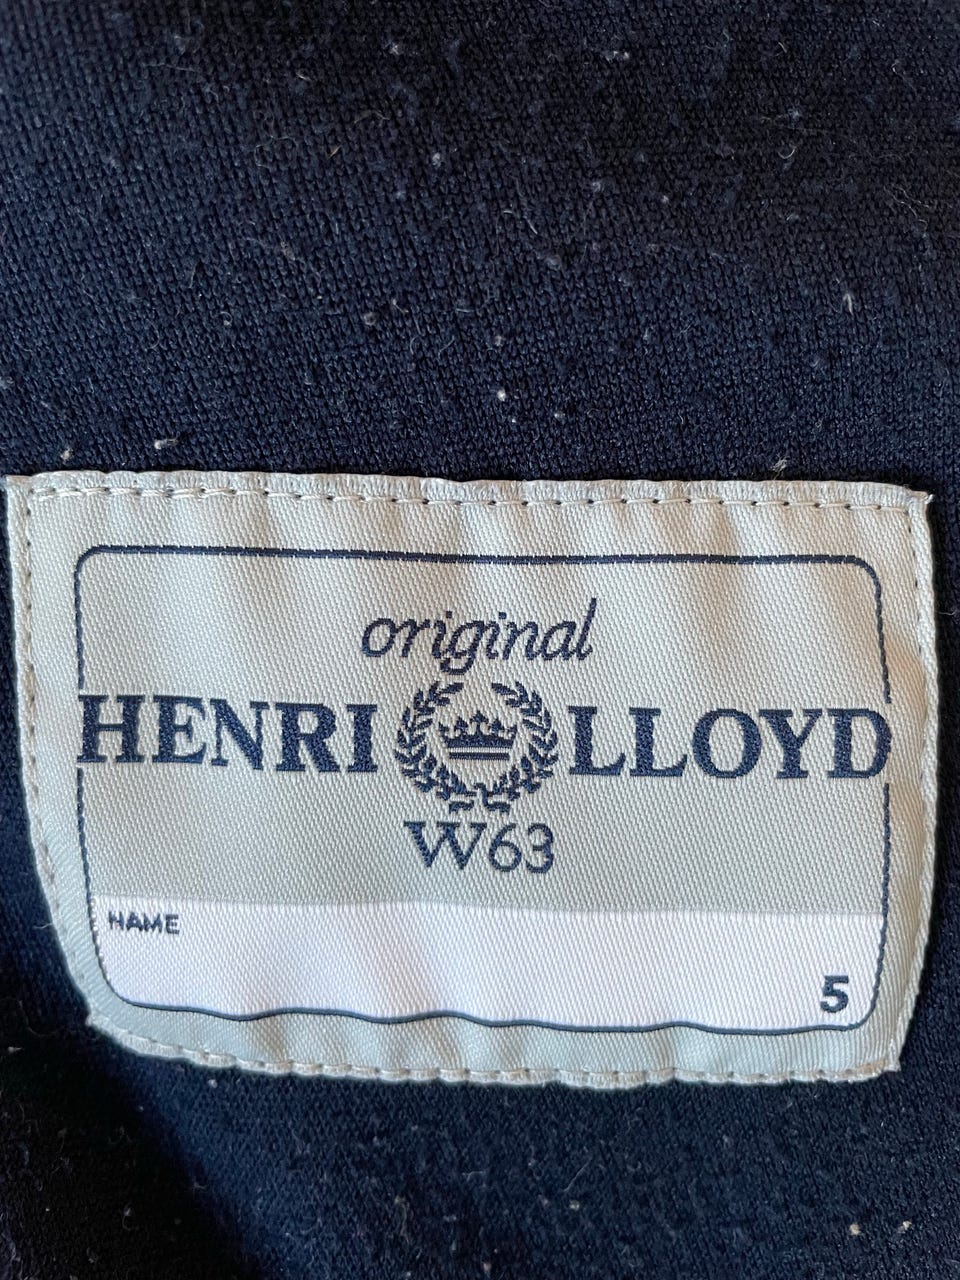 original
HENRI LLOYD
W63
NAME
5